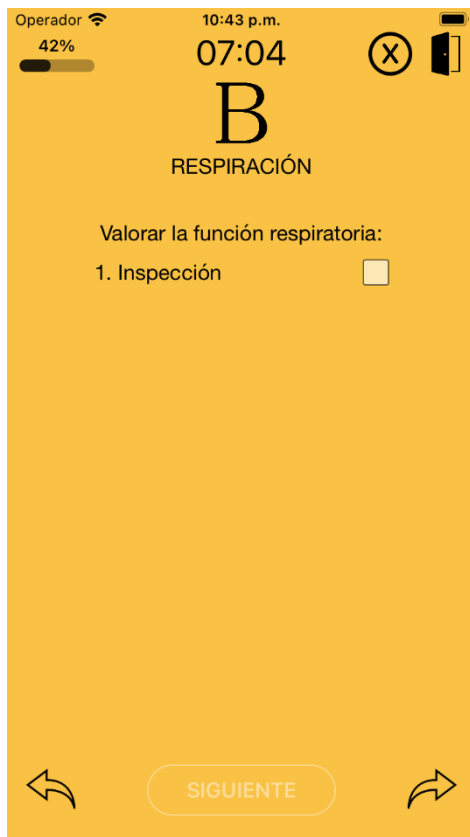 Operador 10:43 p.m.
42% 07:04 X
B
RESPIRACIÓN
Valorar la función respiratoria:
1. Inspección
SIGUIENTE